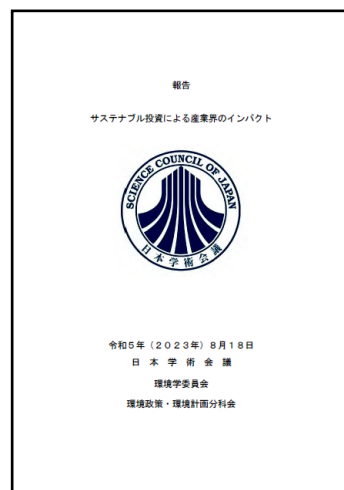 報告
サステナブル投資による産業界のインパクト
SCIENCE COUNCIL OF JAPAN
日本学術会議
令和5年（２０２３年）８月１８日
日 本 学 術 会 議
環境学委員会
環境政策・環境計画分科会